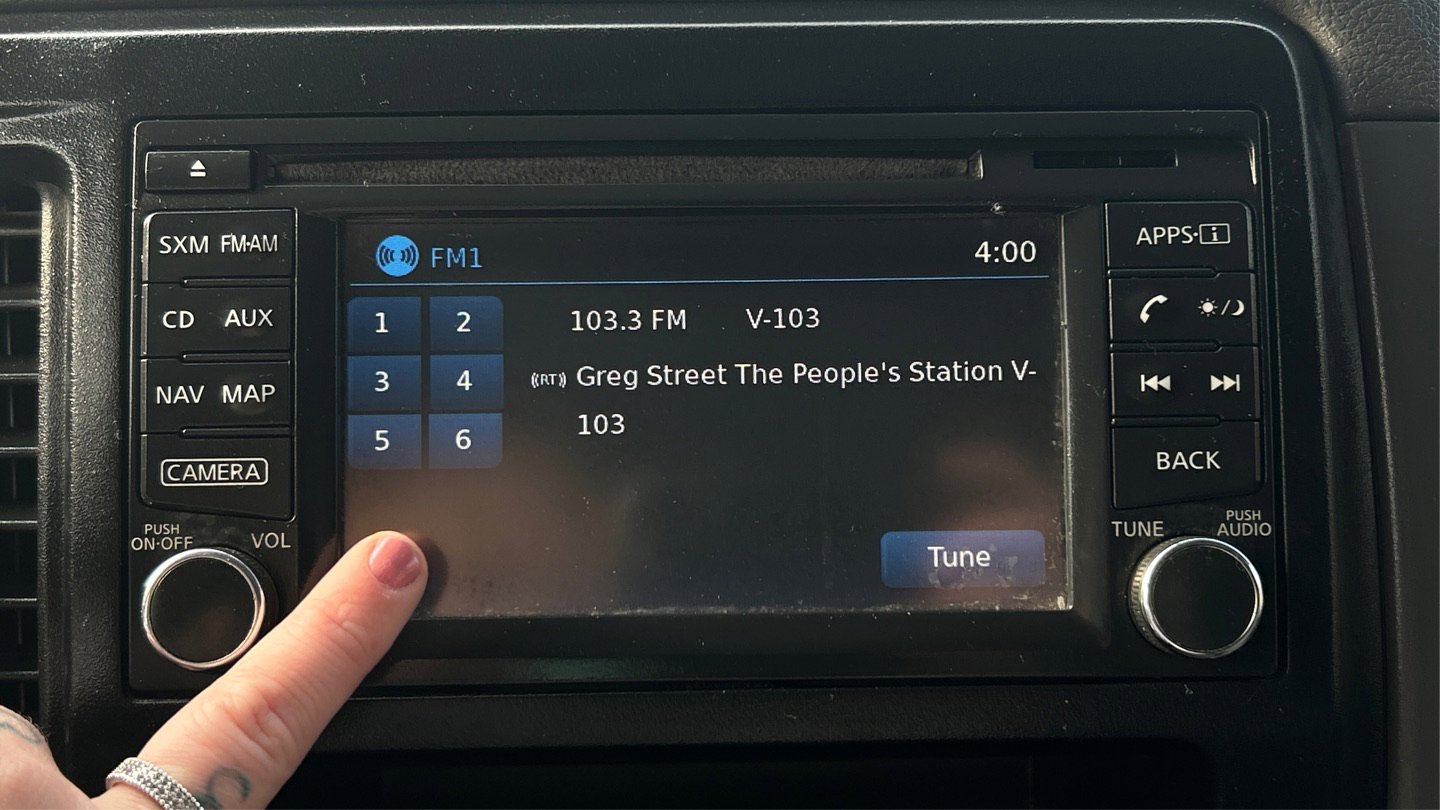 SXM FM·AM
CD AUX
NAV MAP
CAMERA
PUSH
ON·OFF VOL
FM1 4:00
1 2
3 4
5 6
103.3 FM V-103
((RT)) Greg Street The People's Station V-
103
Tune
APPS·i
BACK
TUNE PUSH
AUDIO